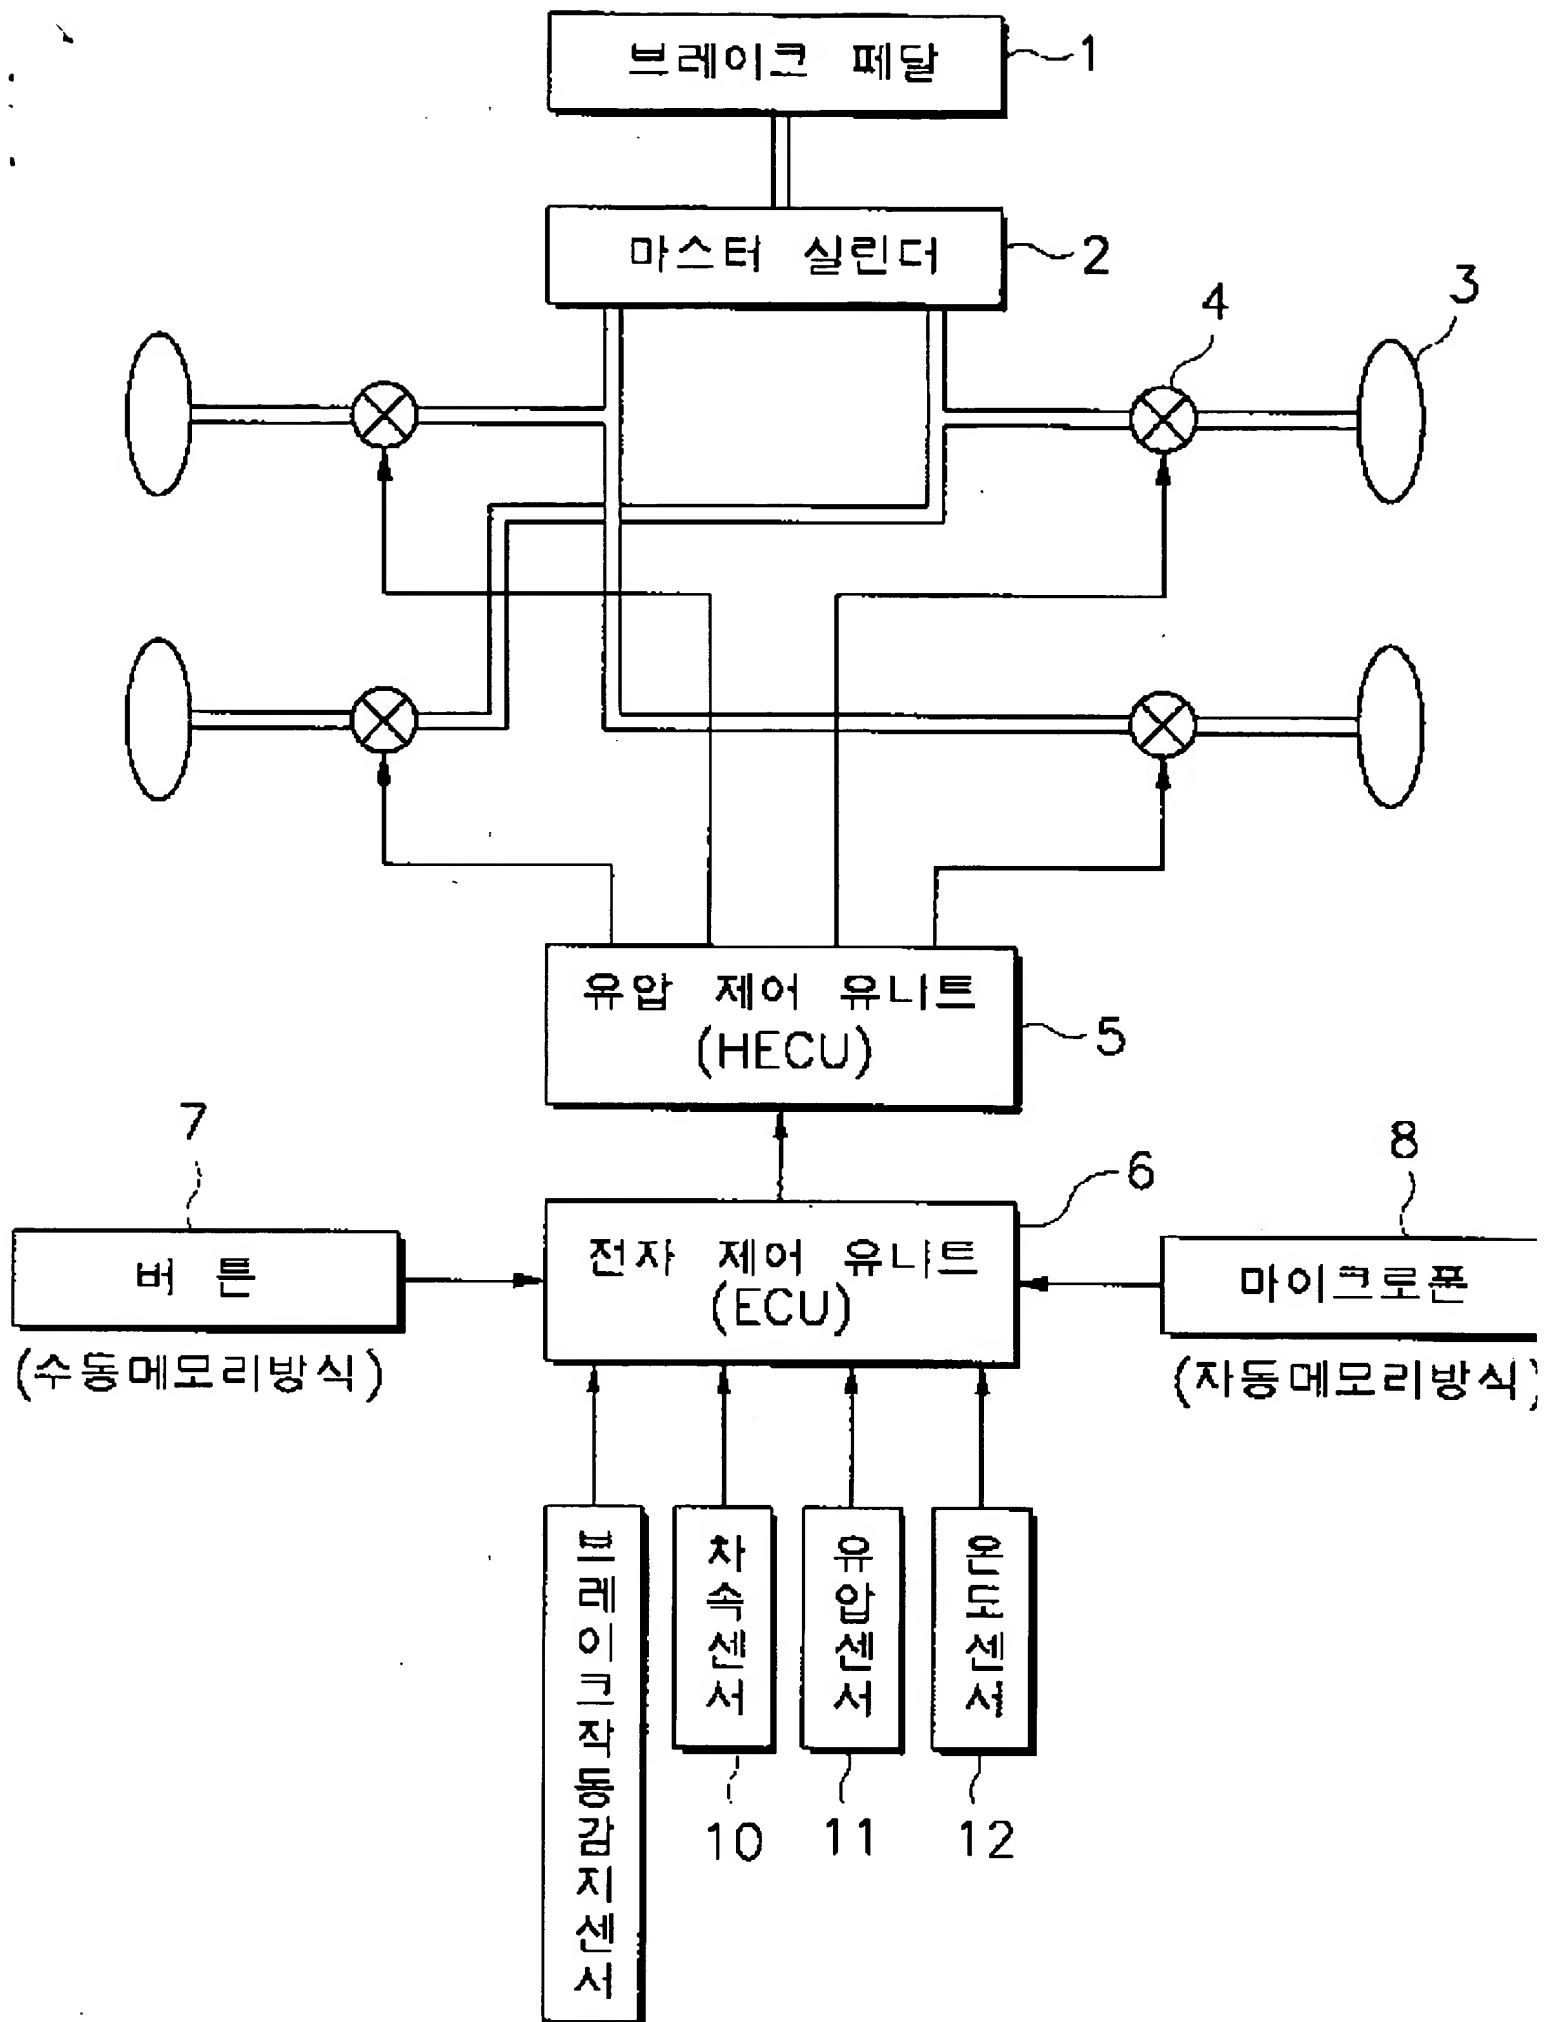 브레이크 페달
1
마스터 실린더
2
4
3
유압 제어 유니트
(HECU)
5
7
6
8
버 튼
전자 제어 유니트
(ECU)
마이크로폰
(수동메모리방식)
(자동메모리방식)
브레이크작동감지센서
차속센서
유압센서
온도센서
10
11
12